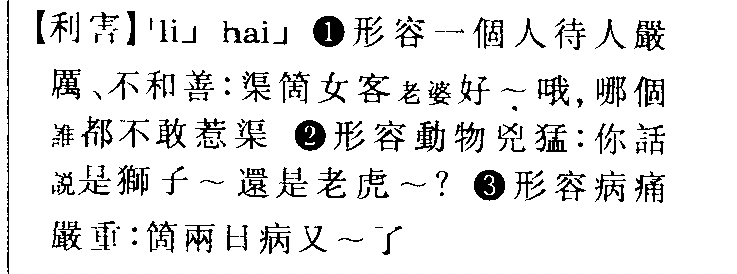 【利害】˹li˼ hai˼ ❶形容一個人待人嚴
厲、不和善：渠箇女客老婆好～哦，哪個
誰都不敢惹渠 ❷形容動物兇猛：你話
説是獅子～還是老虎～？ ❸形容病痛
嚴重：箇兩日病又～了